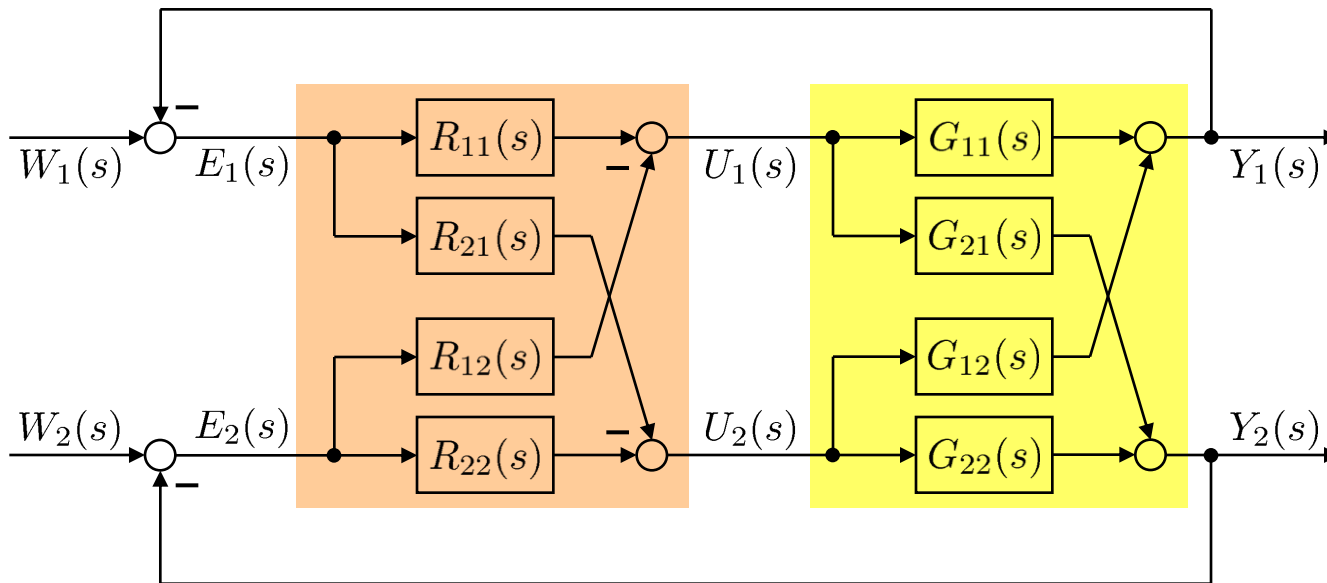 R₁₁(s)
G₁₁(s)
W₁(s)
E₁(s)
U₁(s)
Y₁(s)
R₂₁(s)
G₂₁(s)
R₁₂(s)
G₁₂(s)
W₂(s)
E₂(s)
U₂(s)
Y₂(s)
R₂₂(s)
G₂₂(s)